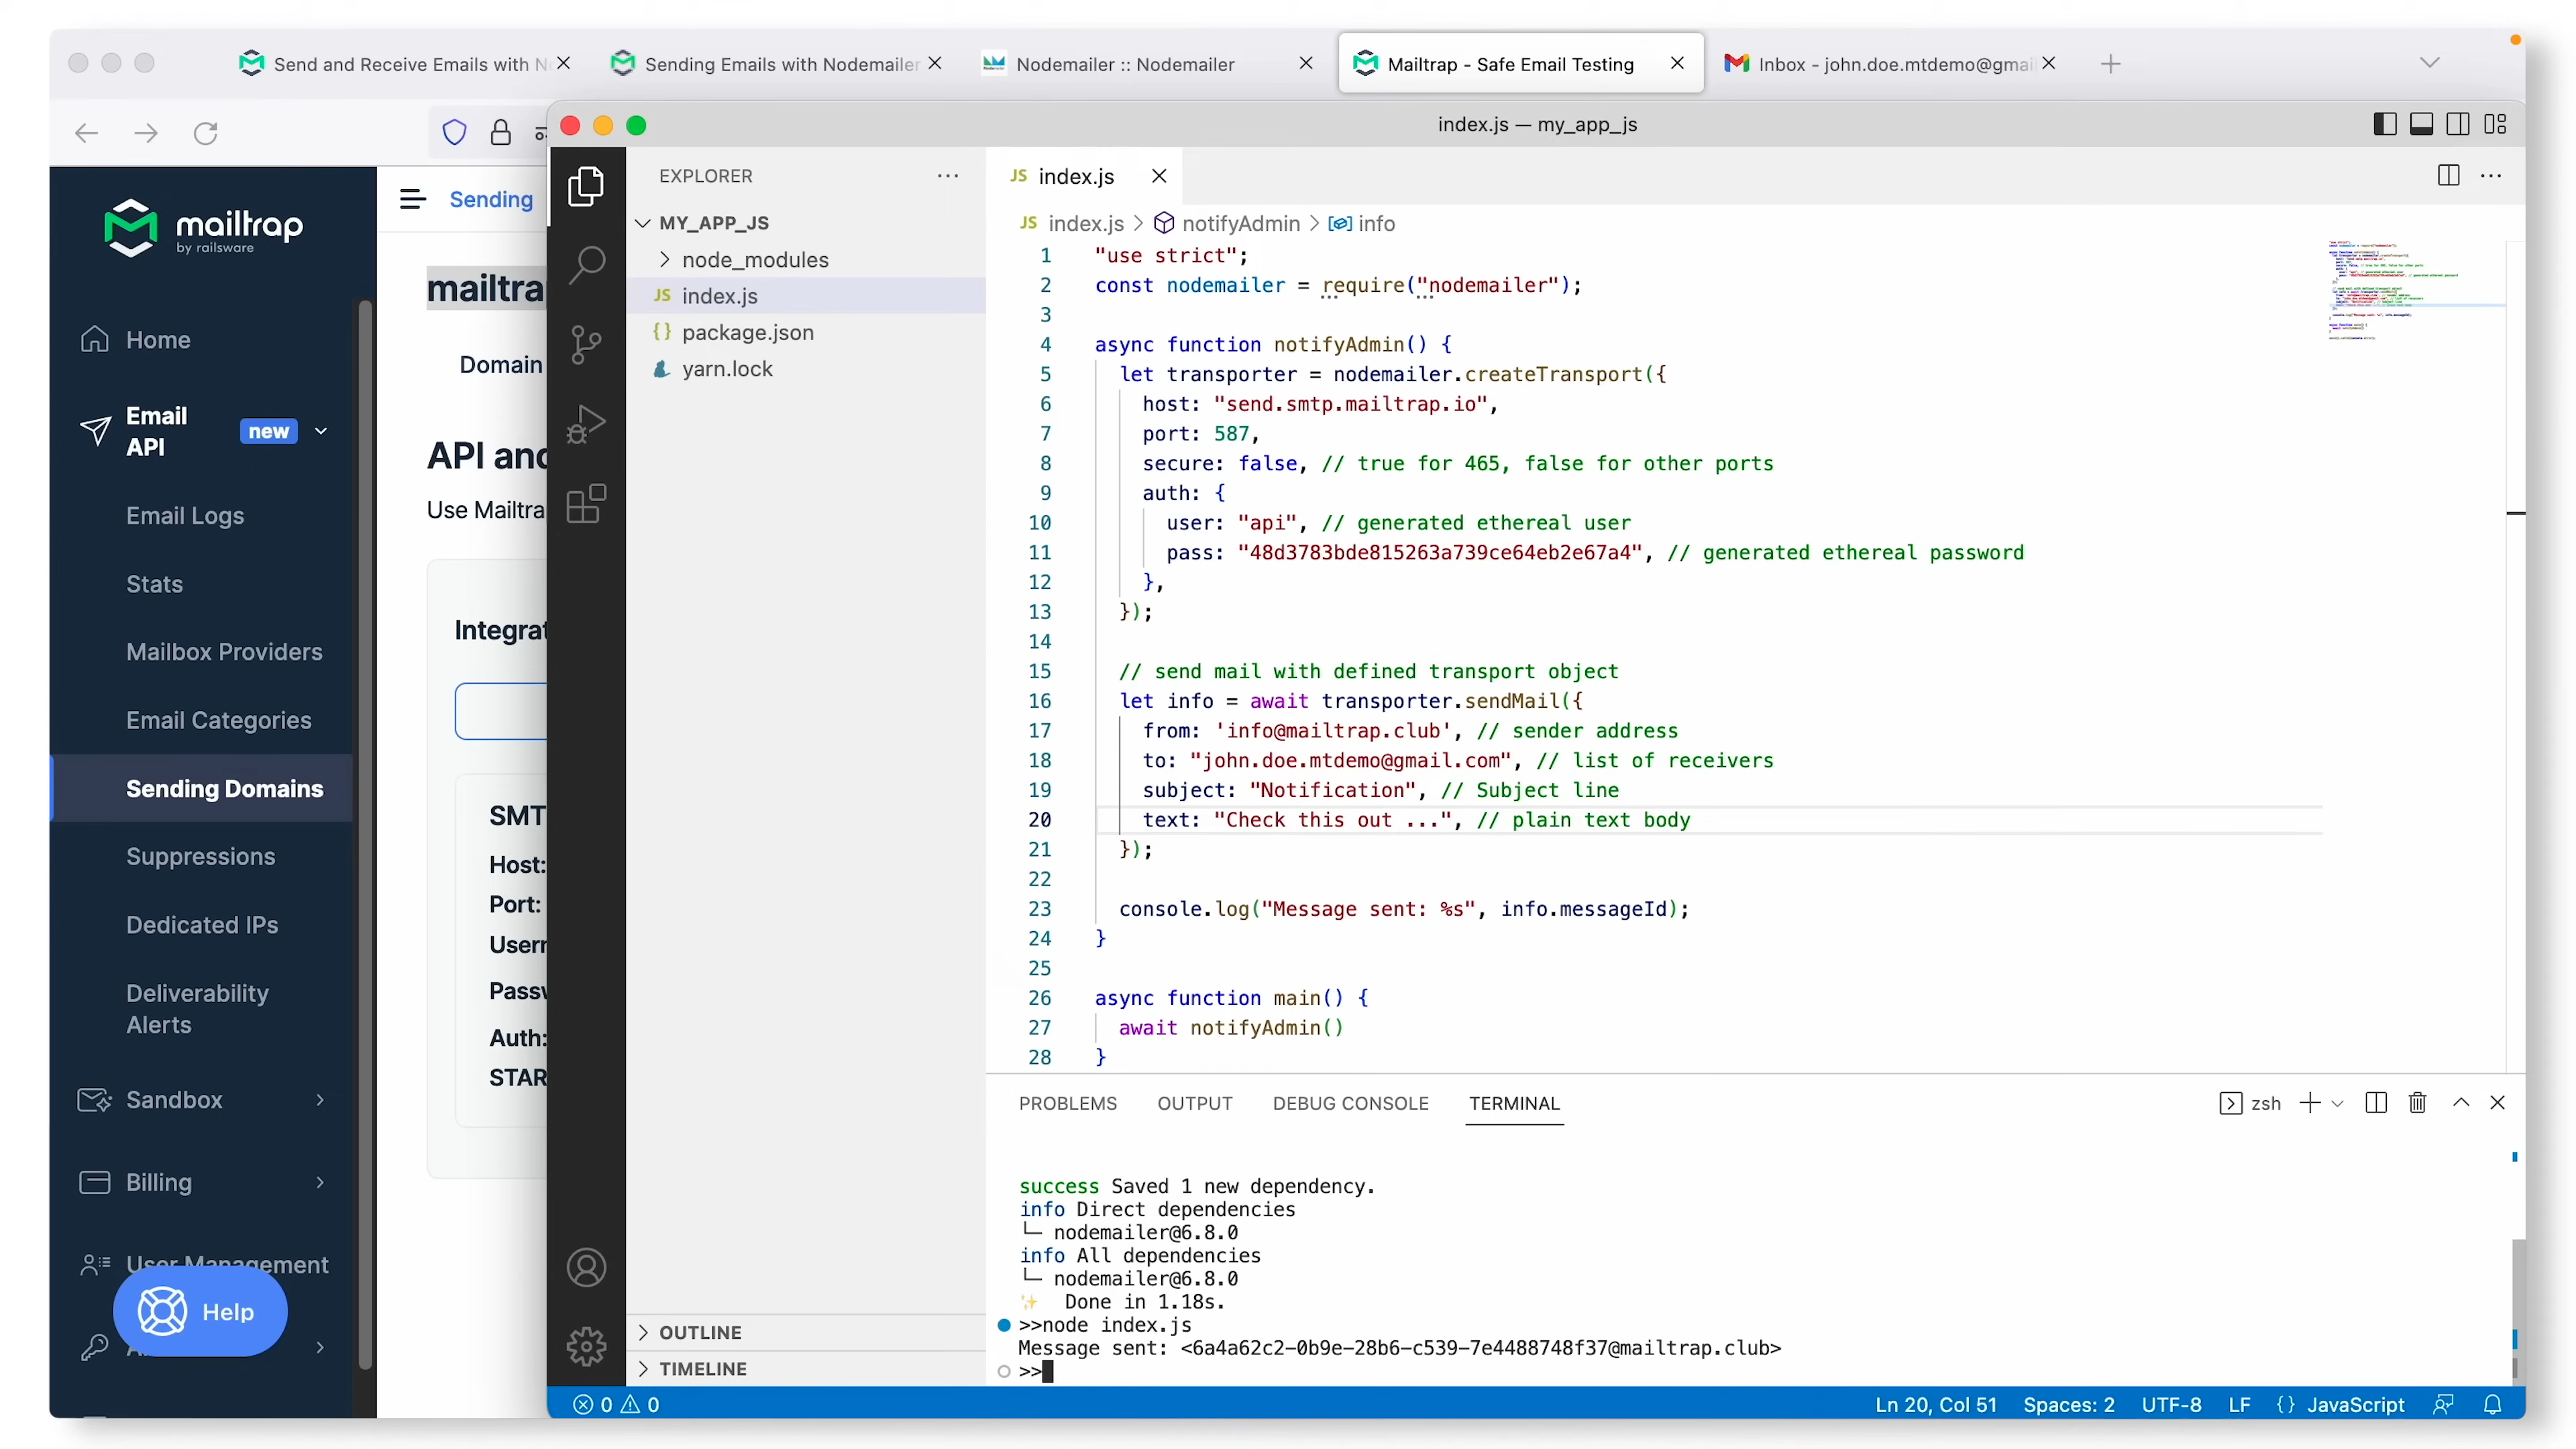 Send and Receive Emails with N
Sending Emails with Nodemailer
Nodemailer :: Nodemailer
Mailtrap - Safe Email Testing
Inbox - john.doe.mtdemo@gmai
index.js — my_app_js
mailtrap
by railsware
Home
Email API
new
Email Logs
Stats
Mailbox Providers
Email Categories
Sending Domains
Suppressions
Dedicated IPs
Deliverability
Alerts
Sandbox
Billing
User Management
Help
Sending
mailtra
Domain
API and
Use Mailtra
Integrat
SMT
Host:
Port:
Usern
Passw
Auth:
STAR
EXPLORER
MY_APP_JS
node_modules
JS index.js
{} package.json
yarn.lock
OUTLINE
TIMELINE
JS index.js
JS index.js > notifyAdmin > info
1 "use strict";
2 const nodemailer = require("nodemailer");
3
4 async function notifyAdmin() {
5 let transporter = nodemailer.createTransport({
6 host: "send.smtp.mailtrap.io",
7 port: 587,
8 secure: false, // true for 465, false for other ports
9 auth: {
10 user: "api", // generated ethereal user
11 pass: "48d3783bde815263a739ce64eb2e67a4", // generated ethereal password
12 },
13 });
14
15 // send mail with defined transport object
16 let info = await transporter.sendMail({
17 from: 'info@mailtrap.club', // sender address
18 to: "john.doe.mtdemo@gmail.com", // list of receivers
19 subject: "Notification", // Subject line
20 text: "Check this out ...", // plain text body
21 });
22
23 console.log("Message sent: %s", info.messageId);
24 }
25
26 async function main() {
27 await notifyAdmin()
28 }
PROBLEMS OUTPUT DEBUG CONSOLE TERMINAL
zsh
success Saved 1 new dependency.
info Direct dependencies
└─ nodemailer@6.8.0
info All dependencies
└─ nodemailer@6.8.0
✨ Done in 1.18s.
>>node index.js
Message sent: <6a4a62c2-0b9e-28b6-c539-7e4488748f37@mailtrap.club>
>>
0 0
Ln 20, Col 51 Spaces: 2 UTF-8 LF {} JavaScript